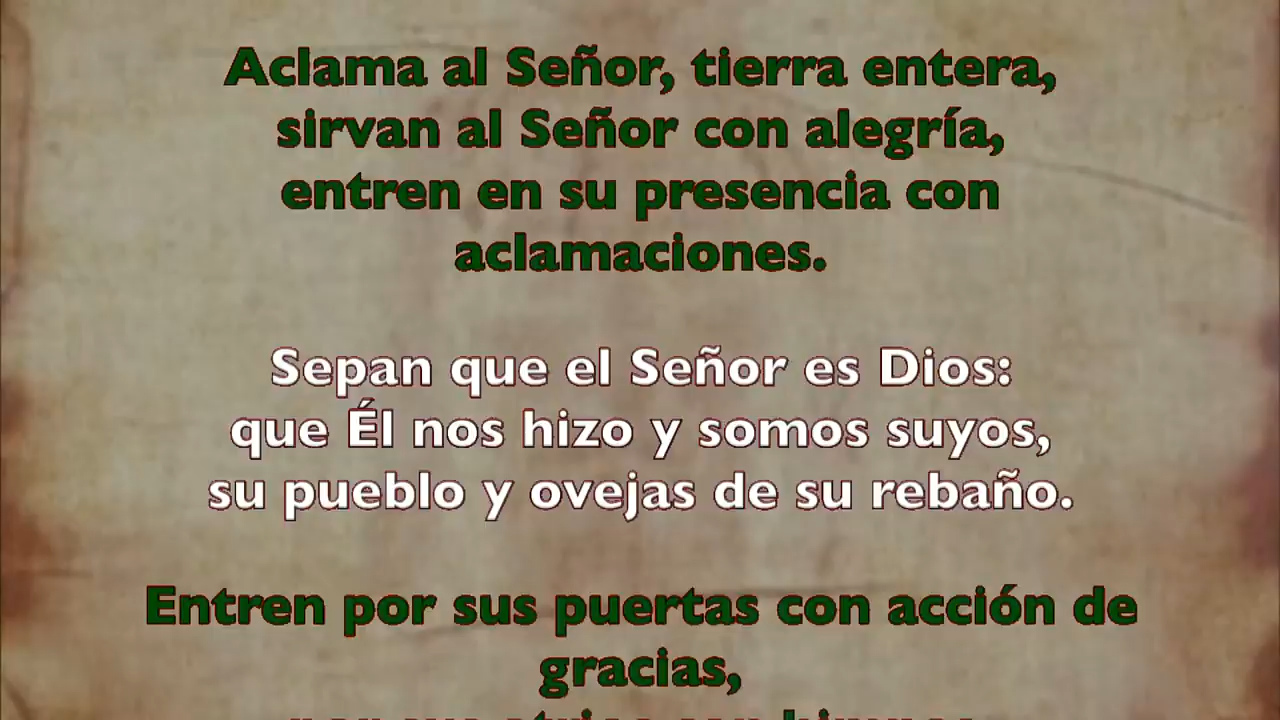 Aclama al Señor, tierra entera,
sirvan al Señor con alegría,
entren en su presencia con
aclamaciones.
Sepan que el Señor es Dios:
que Él nos hizo y somos suyos,
su pueblo y ovejas de su rebaño.
Entren por sus puertas con acción de
gracias,